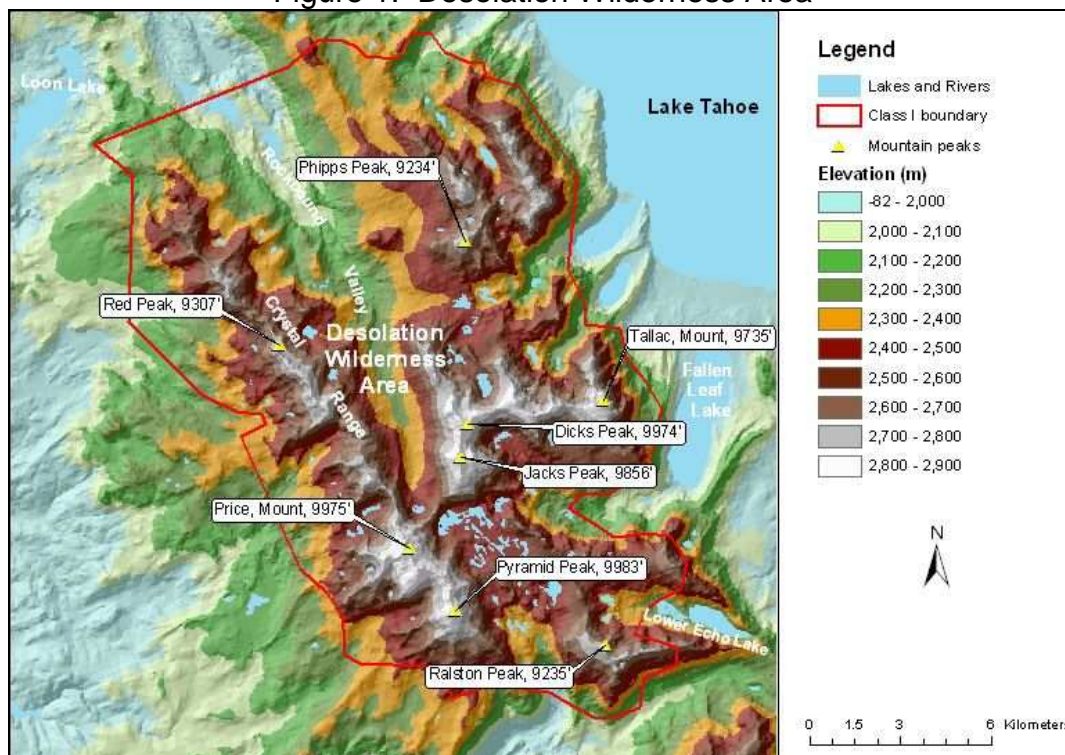 Figure 1. Desolation Wilderness Area
Loon Lake
Lake Tahoe
Rockbound
Phipps Peak, 9234'
Valley
Red Peak, 9307'
Crystal
Desolation
Wilderness
Area
Tallac, Mount, 9735'
Fallen
Leaf
Lake
Range
Dicks Peak, 9974'
Jacks Peak, 9856'
Price, Mount, 9975'
Pyramid Peak, 9983'
Lower Echo Lake
Ralston Peak, 9235'
Legend
Lakes and Rivers
Class I boundary
Mountain peaks
Elevation (m)
-82 - 2,000
2,000 - 2,100
2,100 - 2,200
2,200 - 2,300
2,300 - 2,400
2,400 - 2,500
2,500 - 2,600
2,600 - 2,700
2,700 - 2,800
2,800 - 2,900
N
0 1.5 3 6 Kilometers